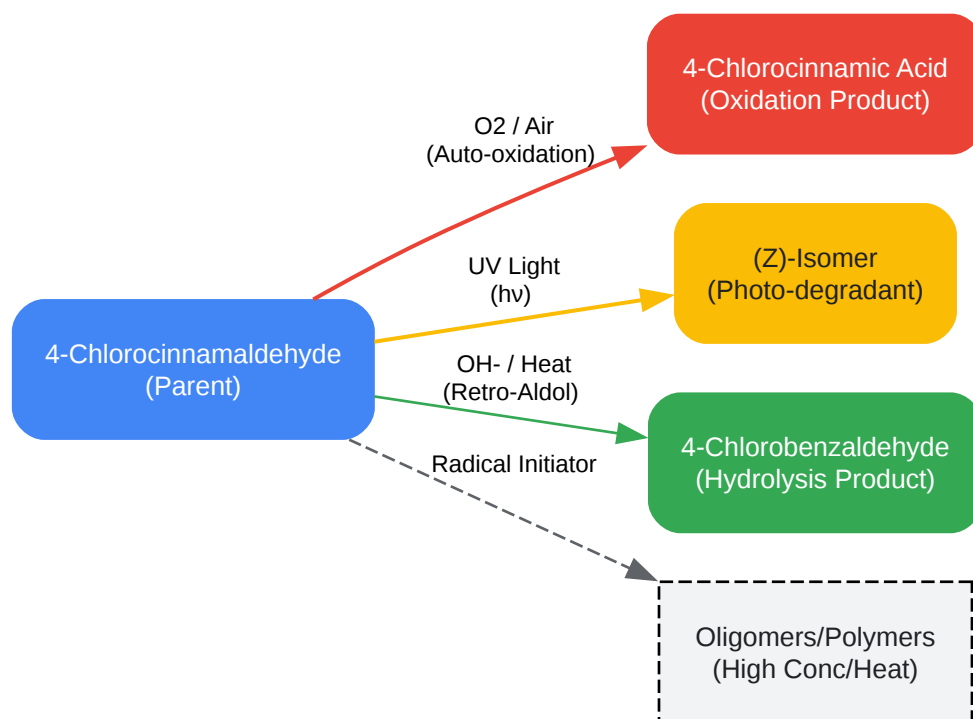 4-Chlorocinnamic Acid
(Oxidation Product)
O2 / Air
(Auto-oxidation)
UV Light
(hν)
(Z)-Isomer
(Photo-degradant)
4-Chlorocinnamaldehyde
(Parent)
OH- / Heat
(Retro-Aldol)
4-Chlorobenzaldehyde
(Hydrolysis Product)
Radical Initiator
Oligomers/Polymers
(High Conc/Heat)